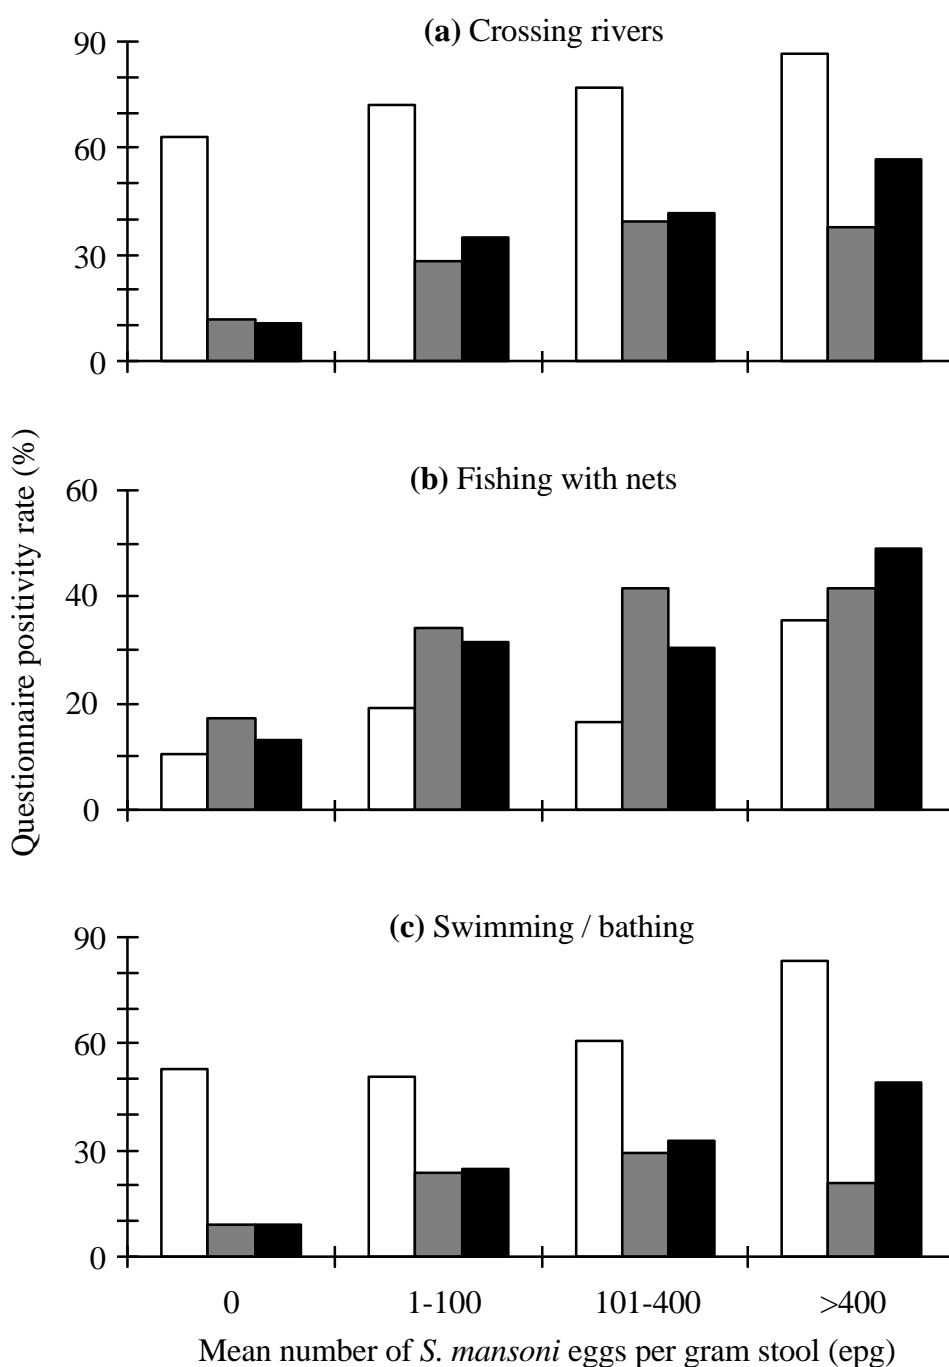 (a) Crossing rivers
90
60
30
0
Questionnaire positivity rate (%)
(b) Fishing with nets
60
40
20
0
(c) Swimming / bathing
90
60
30
0
0 1-100 101-400 >400
Mean number of S. mansoni eggs per gram stool (epg)